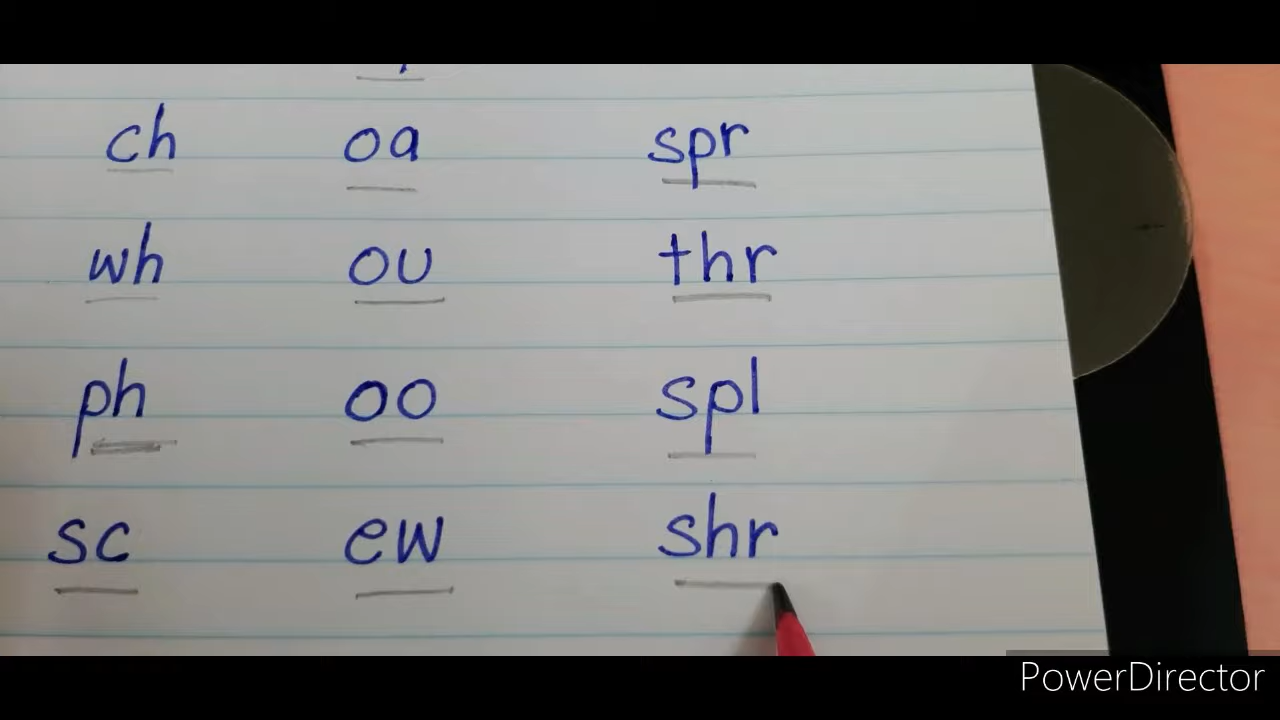 ch oa spr
wh ou thr
ph oo spl
sc ew shr
PowerDirector